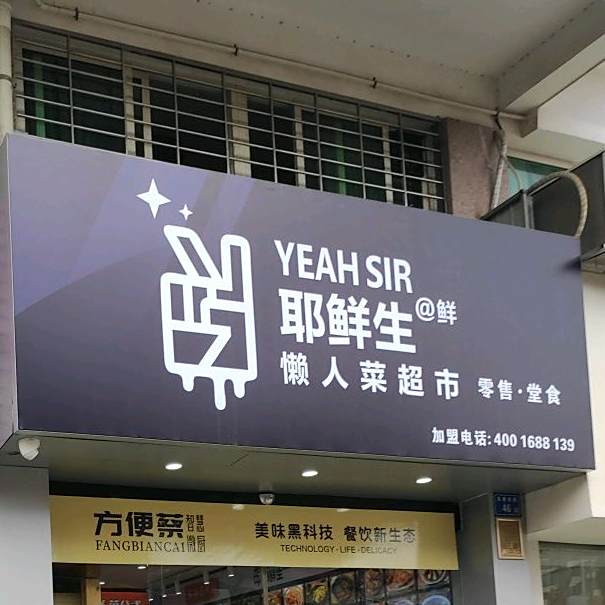 YEAH SIR
耶鲜生@鲜
懒人菜超市 零售·堂食
加盟电话:400 1688 139
方便蔡 智慧微厨
FANGBIANCAI
美味黑科技 餐饮新生态
TECHNOLOGY·LIFE·DELICACY
46